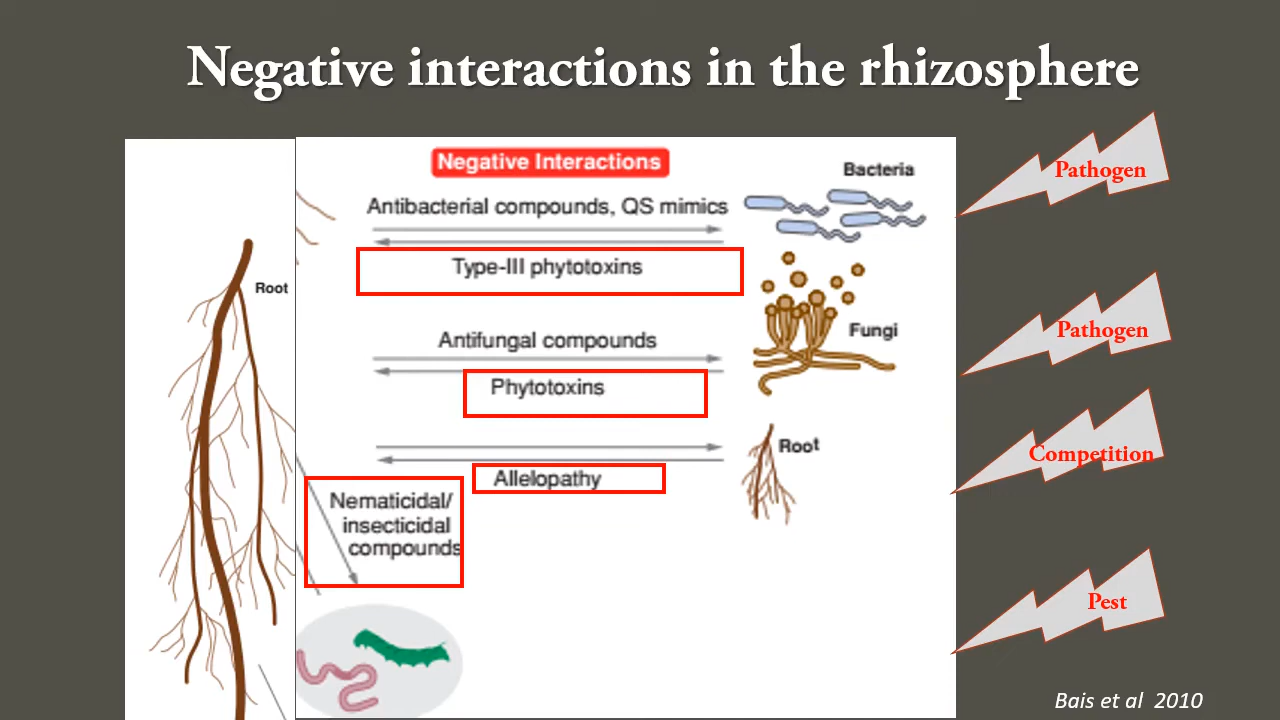 Negative interactions in the rhizosphere
Negative Interactions
Bacteria
Pathogen
Antibacterial compounds, QS mimics
Type-III phytotoxins
Root
Antifungal compounds
Fungi
Pathogen
Phytotoxins
Root
Competition
Allelopathy
Nematicidal/
insecticidal
compounds
Pest
Bais et al 2010